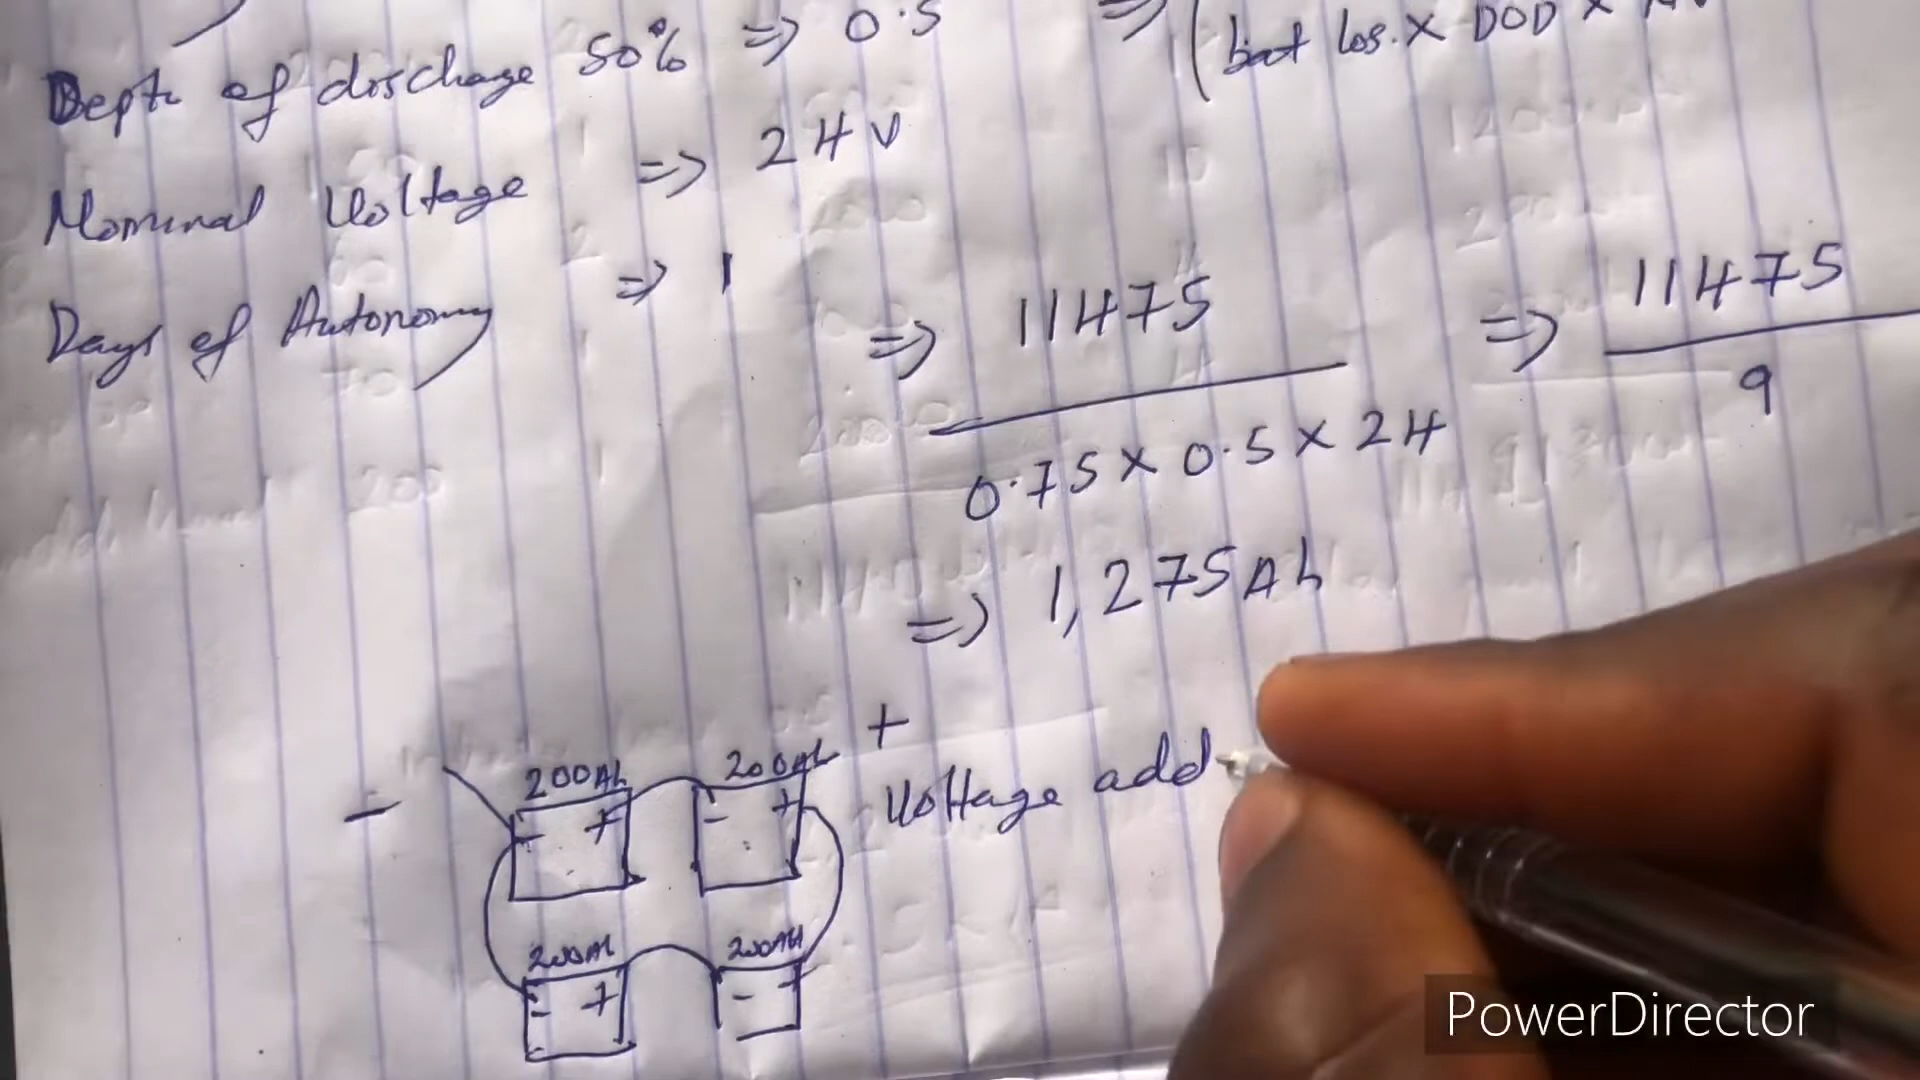 Depth of discharge 50% => 0.5
=> (bat los. X DOD X
Nominal Voltage => 24V
Days of Autonomy => 1
=> 11475
0.75 X 0.5 X 24
=> 11475
9
=> 1,275Ah
+
Voltage add
-
200Ah 200Ah
- + - +
200Ah 200Ah
- + -
PowerDirector